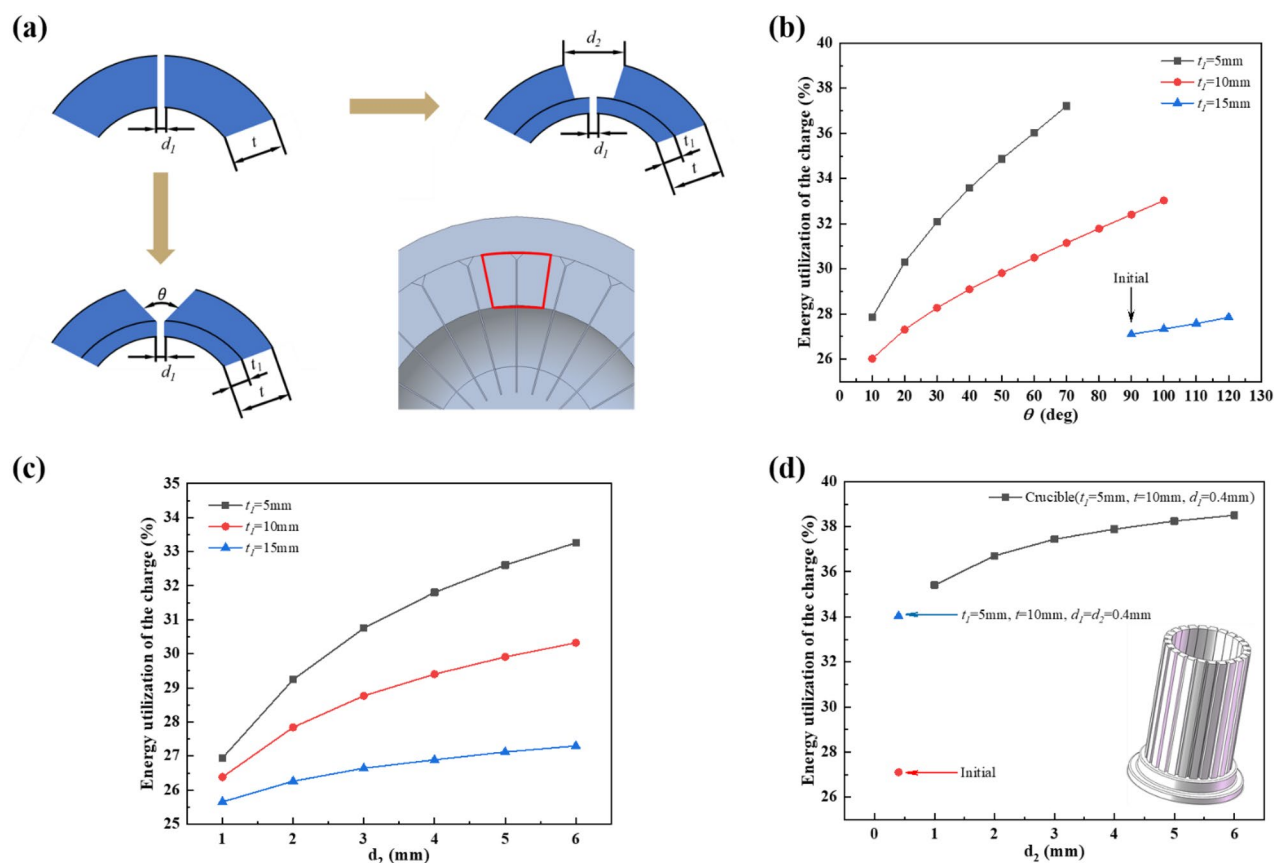 (a)
d2
d1
t
d1
t1
t
θ
d1
t1
t
(b)
Energy utilization of the charge (%)
40
38
36
34
32
30
28
26
t1=5mm
t1=10mm
t1=15mm
Initial
10 20 30 40 50 60 70 80 90 100 110 120 130
θ (deg)
(c)
Energy utilization of the charge (%)
35
34
33
32
31
30
29
28
27
26
25
t1=5mm
t1=10mm
t1=15mm
1 2 3 4 5 6
d2 (mm)
(d)
Energy utilization of the charge (%)
40
38
36
34
32
30
28
26
Crucible(t1=5mm, t=10mm, d1=0.4mm)
t1=5mm, t=10mm, d1=d2=0.4mm
Initial
0 1 2 3 4 5 6
d2 (mm)